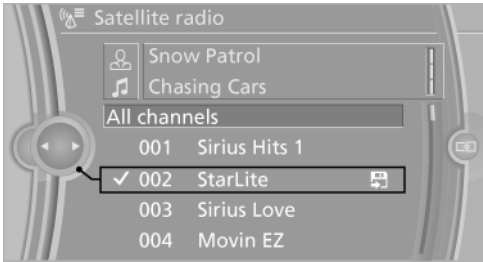 Satellite radio
Snow Patrol
Chasing Cars
All channels
001 Sirius Hits 1
002 StarLite
003 Sirius Love
004 Movin EZ